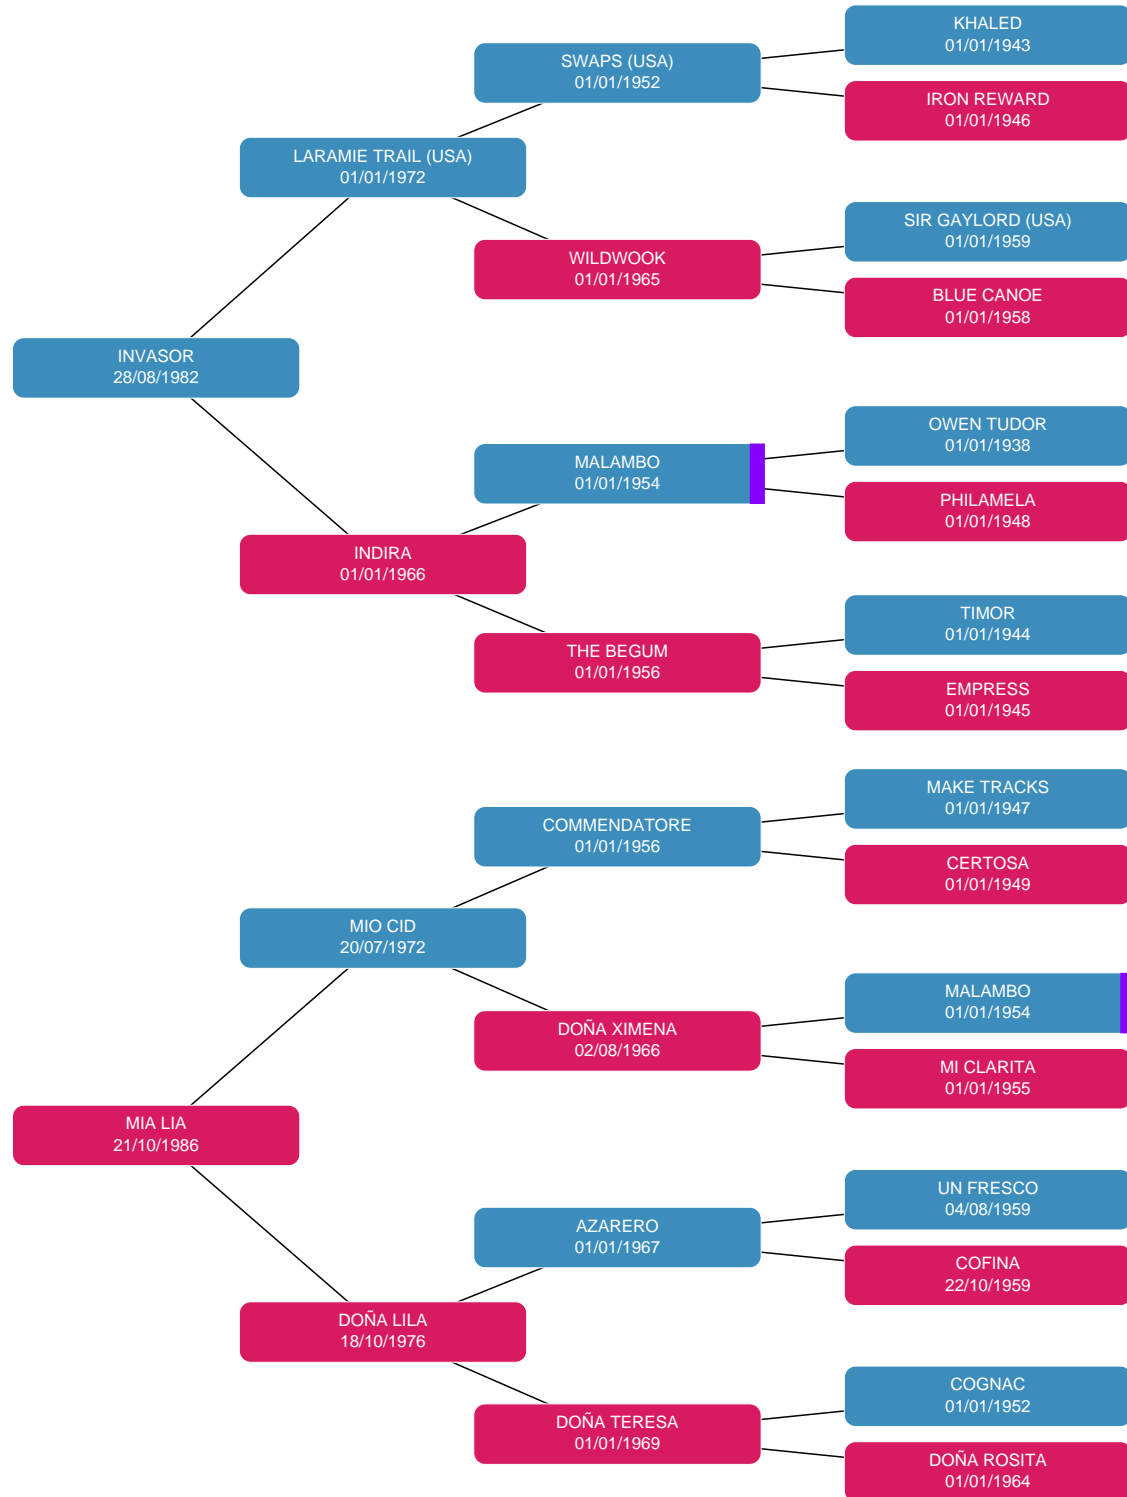 KHALED
01/01/1943
SWAPS (USA)
01/01/1952
IRON REWARD
01/01/1946
LARAMIE TRAIL (USA)
01/01/1972
SIR GAYLORD (USA)
01/01/1959
WILDWOOK
01/01/1965
BLUE CANOE
01/01/1958
INVASOR
28/08/1982
OWEN TUDOR
01/01/1938
MALAMBO
01/01/1954
PHILAMELA
01/01/1948
INDIRA
01/01/1966
TIMOR
01/01/1944
THE BEGUM
01/01/1956
EMPRESS
01/01/1945
MAKE TRACKS
01/01/1947
COMMENDATORE
01/01/1956
CERTOSA
01/01/1949
MIO CID
20/07/1972
MALAMBO
01/01/1954
DOÑA XIMENA
02/08/1966
MI CLARITA
01/01/1955
MIA LIA
21/10/1986
UN FRESCO
04/08/1959
AZARERO
01/01/1967
COFINA
22/10/1959
DOÑA LILA
18/10/1976
COGNAC
01/01/1952
DOÑA TERESA
01/01/1969
DOÑA ROSITA
01/01/1964